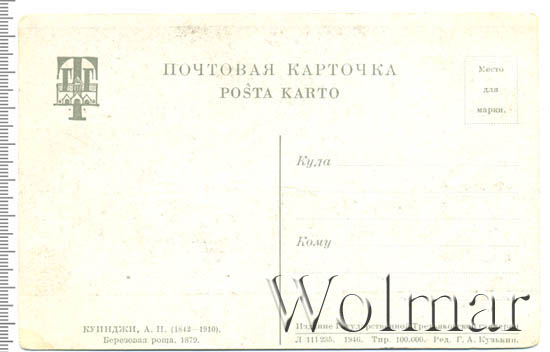 ПОЧТОВАЯ КАРТОЧКА
POŜTA KARTO
Место
для
марки.
Куда
Кому
КУИНДЖИ, А. И. (1842—1910).
Березовая роща. 1879.
Издание Государственной Третьяковской галлереи
Л 111235. 1946. Тир. 100.000. Ред. Г. А. Кузькин.
Wolmar